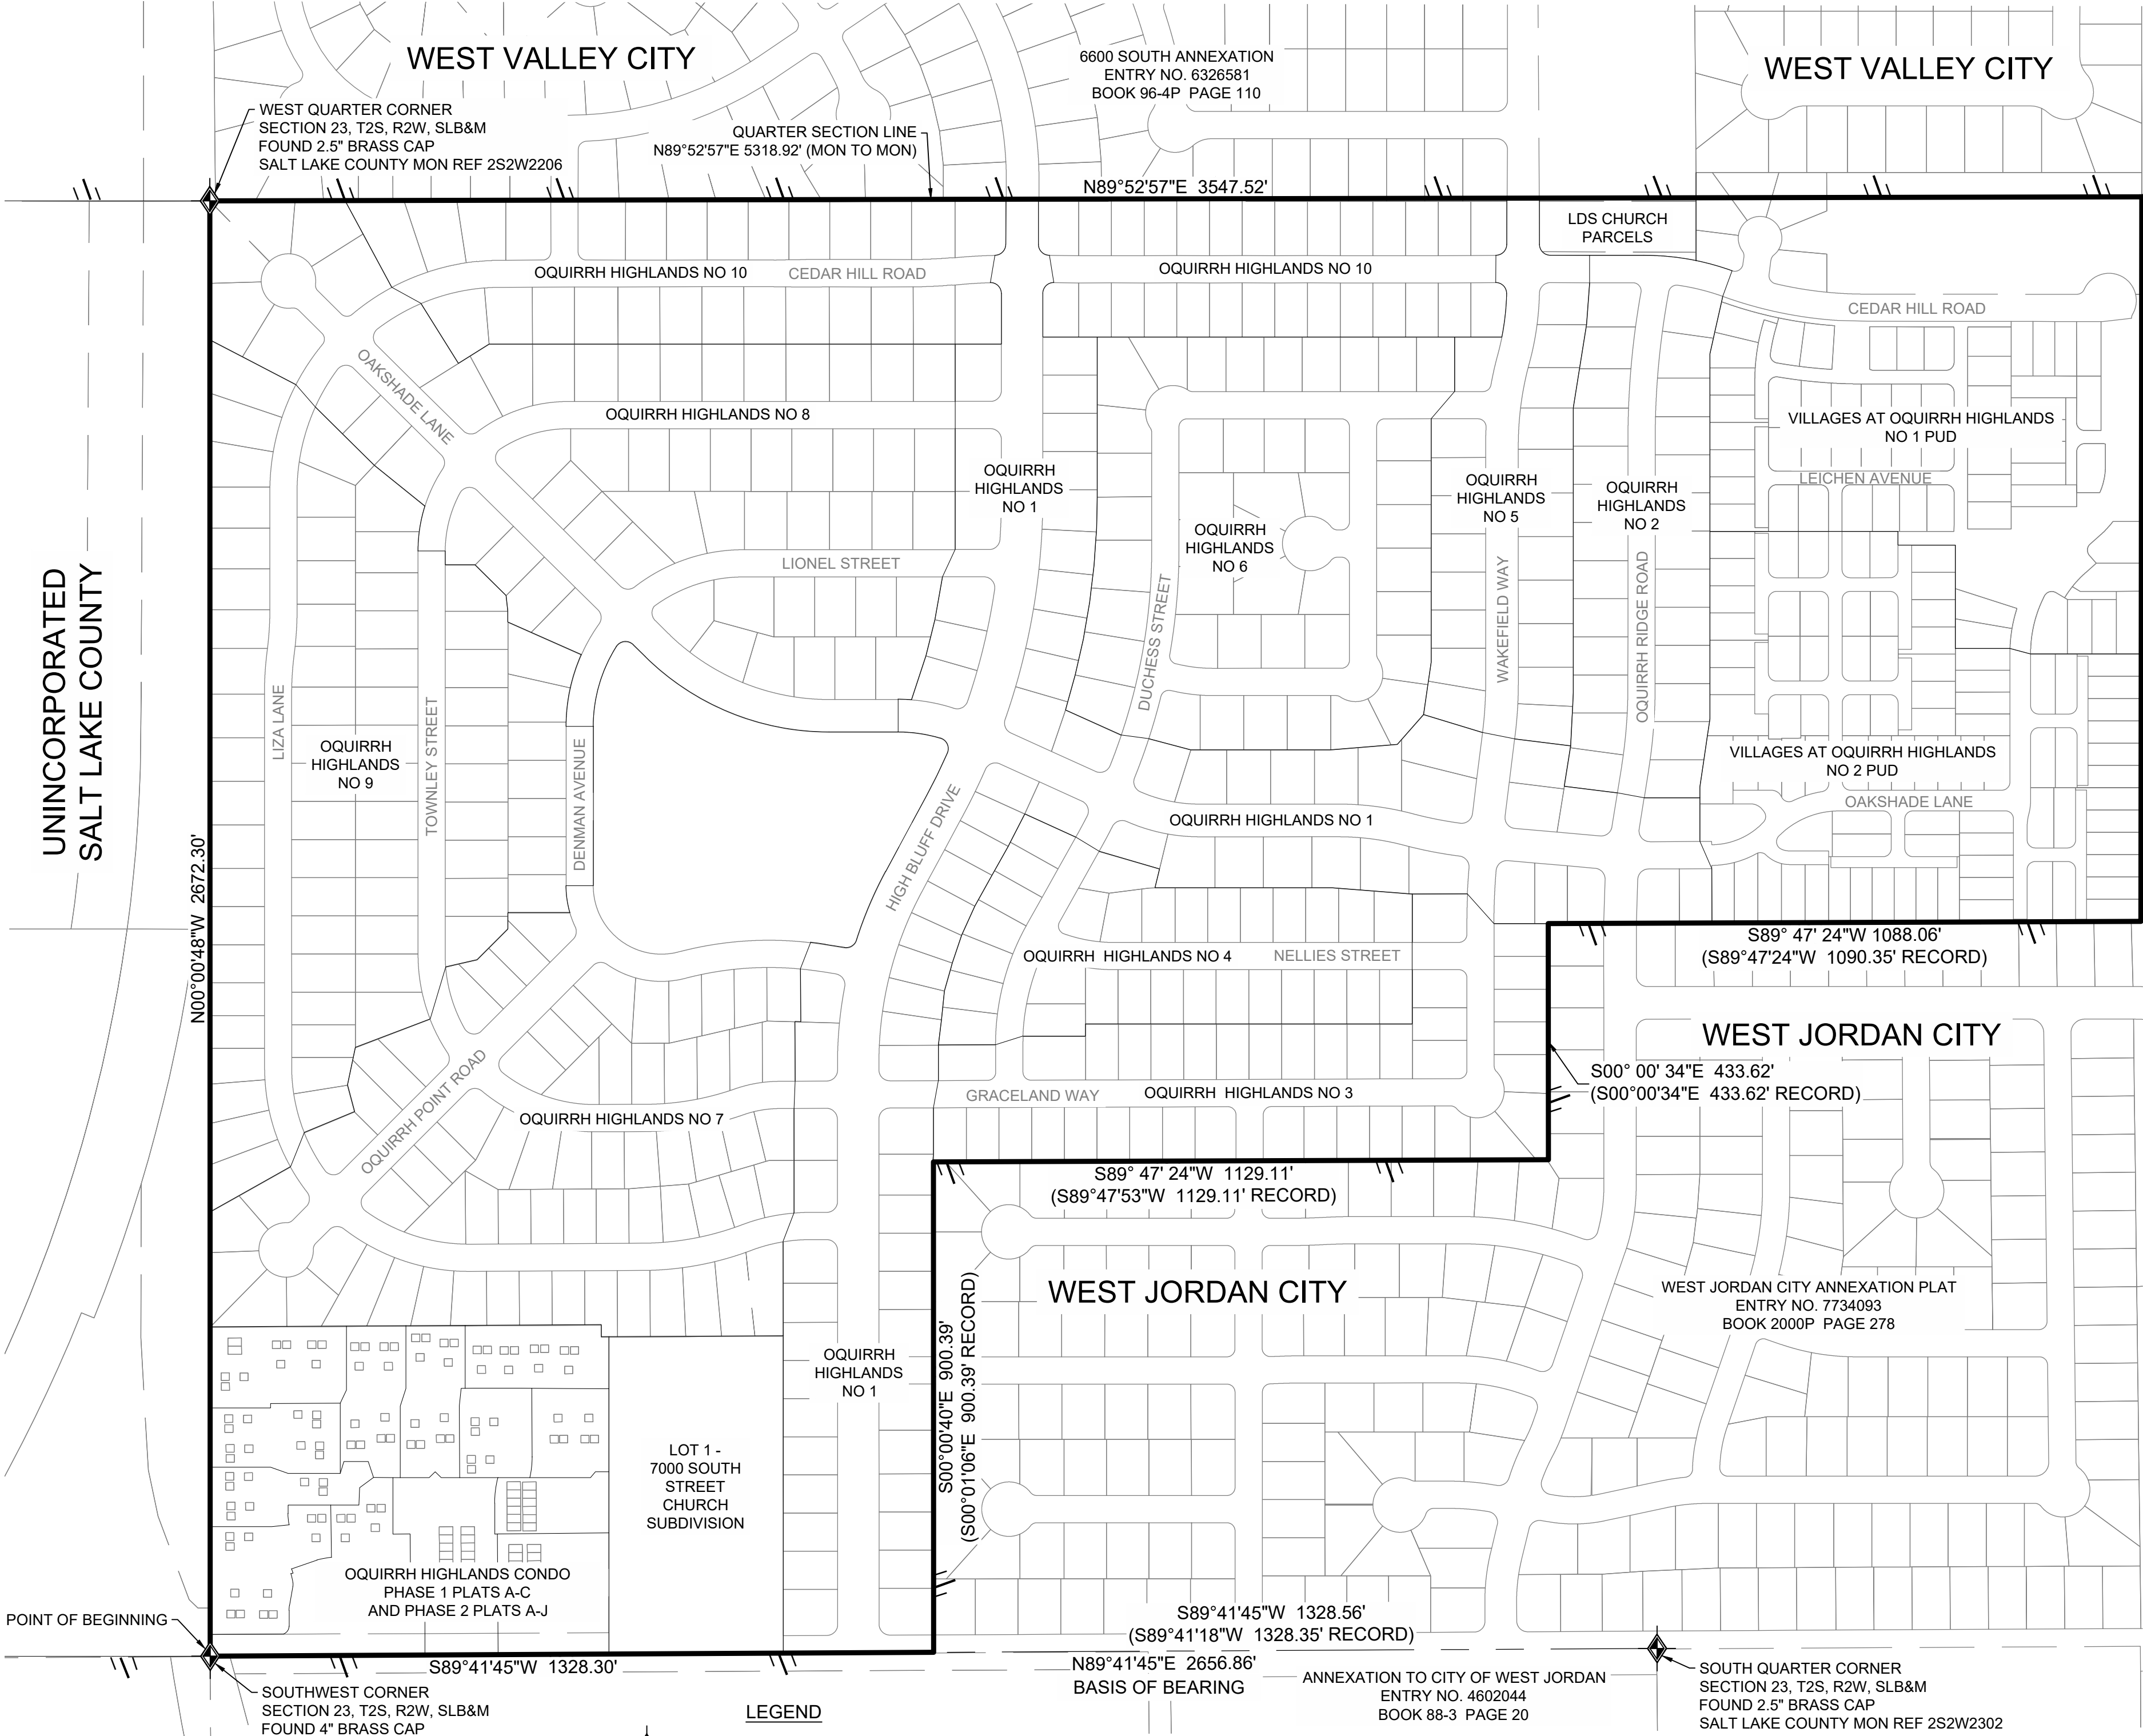 WEST VALLEY CITY
6600 SOUTH ANNEXATION
ENTRY NO. 6326581
BOOK 96-4P PAGE 110
WEST VALLEY CITY
WEST QUARTER CORNER
SECTION 23, T2S, R2W, SLB&M
FOUND 2.5" BRASS CAP
SALT LAKE COUNTY MON REF 2S2W2206
QUARTER SECTION LINE
N89°52'57"E 5318.92' (MON TO MON)
N89°52'57"E 3547.52'
LDS CHURCH
PARCELS
OQUIRRH HIGHLANDS NO 10
CEDAR HILL ROAD
OQUIRRH HIGHLANDS NO 10
CEDAR HILL ROAD
OAKSHADE LANE
OQUIRRH HIGHLANDS NO 8
VILLAGES AT OQUIRRH HIGHLANDS
NO 1 PUD
LEICHEN AVENUE
OQUIRRH
HIGHLANDS
NO 1
OQUIRRH
HIGHLANDS
NO 5
OQUIRRH
HIGHLANDS
NO 2
OQUIRRH
HIGHLANDS
NO 6
LIONEL STREET
DUCHESS STREET
WAKEFIELD WAY
OQUIRRH RIDGE ROAD
UNINCORPORATED
SALT LAKE COUNTY
LIZA LANE
OQUIRRH
HIGHLANDS
NO 9
TOWNLEY STREET
DENMAN AVENUE
HIGH BLUFF DRIVE
VILLAGES AT OQUIRRH HIGHLANDS
NO 2 PUD
OAKSHADE LANE
OQUIRRH HIGHLANDS NO 1
N00°00'48"W 2672.30'
OQUIRRH HIGHLANDS NO 4
NELLIES STREET
S89° 47' 24"W 1088.06'
(S89°47'24"W 1090.35' RECORD)
WEST JORDAN CITY
S00° 00' 34"E 433.62'
(S00°00'34"E 433.62' RECORD)
OQUIRRH POINT ROAD
OQUIRRH HIGHLANDS NO 7
GRACELAND WAY
OQUIRRH HIGHLANDS NO 3
S89° 47' 24"W 1129.11'
(S89°47'53"W 1129.11' RECORD)
WEST JORDAN CITY
WEST JORDAN CITY ANNEXATION PLAT
ENTRY NO. 7734093
BOOK 2000P PAGE 278
S00°00'40"E 900.39'
(S00°01'06"E 900.39' RECORD)
OQUIRRH
HIGHLANDS
NO 1
LOT 1 -
7000 SOUTH
STREET
CHURCH
SUBDIVISION
OQUIRRH HIGHLANDS CONDO
PHASE 1 PLATS A-C
AND PHASE 2 PLATS A-J
POINT OF BEGINNING
S89°41'45"W 1328.56'
(S89°41'18"W 1328.35' RECORD)
S89°41'45"W 1328.30'
N89°41'45"E 2656.86'
BASIS OF BEARING
SOUTHWEST CORNER
SECTION 23, T2S, R2W, SLB&M
FOUND 4" BRASS CAP
LEGEND
ANNEXATION TO CITY OF WEST JORDAN
ENTRY NO. 4602044
BOOK 88-3 PAGE 20
SOUTH QUARTER CORNER
SECTION 23, T2S, R2W, SLB&M
FOUND 2.5" BRASS CAP
SALT LAKE COUNTY MON REF 2S2W2302